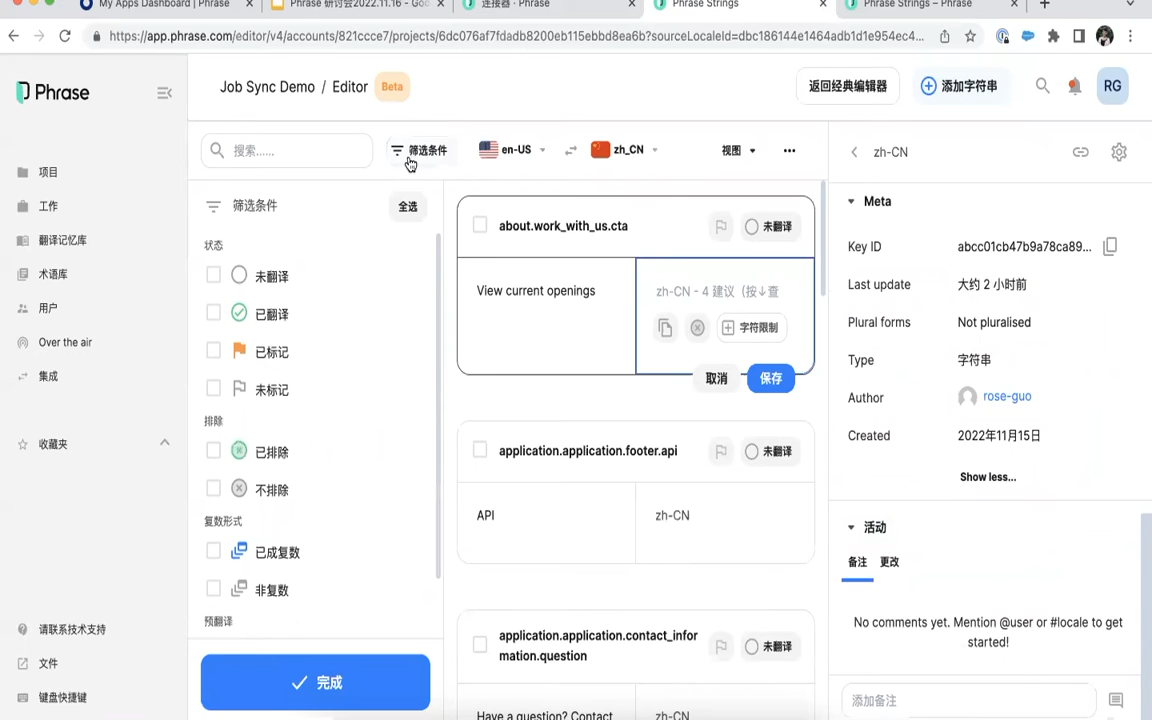 My Apps Dashboard | Phrase
Phrase 研讨会2022.11.16 - Goo
连接器 · Phrase
Phrase Strings
Phrase Strings – Phrase
https://app.phrase.com/editor/v4/accounts/821ccce7/projects/6dc076af7fdadb8200eb115ebbd8ea6b?sourceLocaleId=dbc186144e1464adb1d1e954ec4...
Phrase
Job Sync Demo / Editor Beta
返回经典编辑器
添加字符串
RG
项目
工作
翻译记忆库
术语库
用户
Over the air
集成
收藏夹
请联系技术支持
文件
键盘快捷键
搜索......
筛选条件
en-US
zh_CN
视图
筛选条件
全选
状态
未翻译
已翻译
已标记
未标记
排除
已排除
不排除
复数形式
已成复数
非复数
预翻译
完成
about.work_with_us.cta
未翻译
View current openings
zh-CN - 4 建议（按↓查
字符限制
取消
保存
application.application.footer.api
未翻译
API
zh-CN
application.application.contact_infor
mation.question
未翻译
Have a question? Contact
zh-CN
zh-CN
Meta
Key ID
abcc01cb47b9a78ca89...
Last update
大约 2 小时前
Plural forms
Not pluralised
Type
字符串
Author
rose-guo
Created
2022年11月15日
Show less...
活动
备注
更改
No comments yet. Mention @user or #locale to get
started!
添加备注